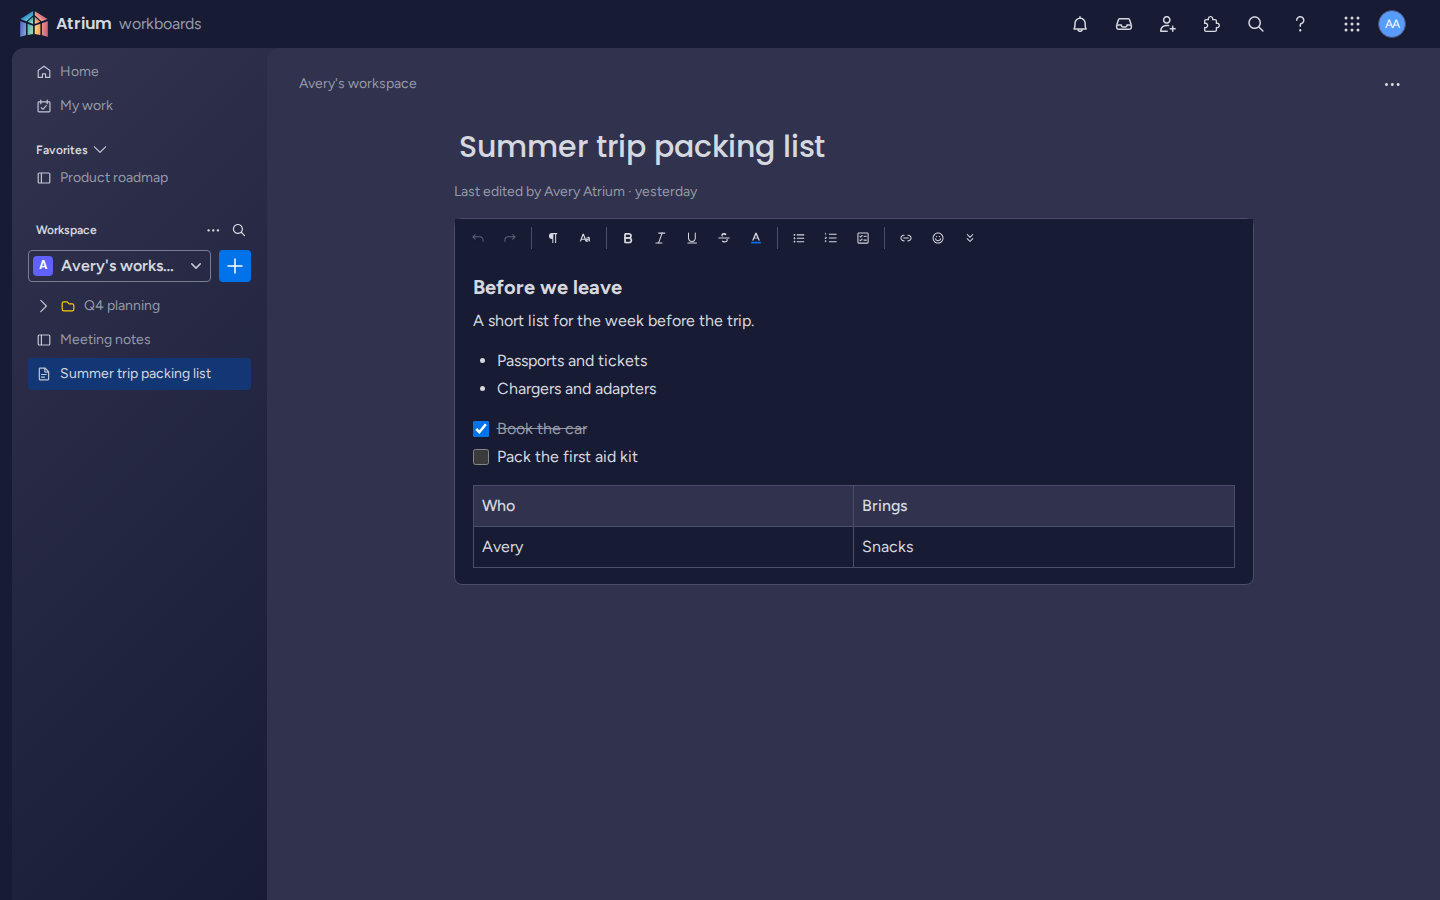 Atrium workboards
AA
Home
My work
Favorites
Product roadmap
Workspace
A Avery's works...
Q4 planning
Meeting notes
Summer trip packing list
Avery's workspace
Summer trip packing list
Last edited by Avery Atrium · yesterday
Before we leave
A short list for the week before the trip.
• Passports and tickets
• Chargers and adapters
Book the car
Pack the first aid kit
Who Brings
Avery Snacks